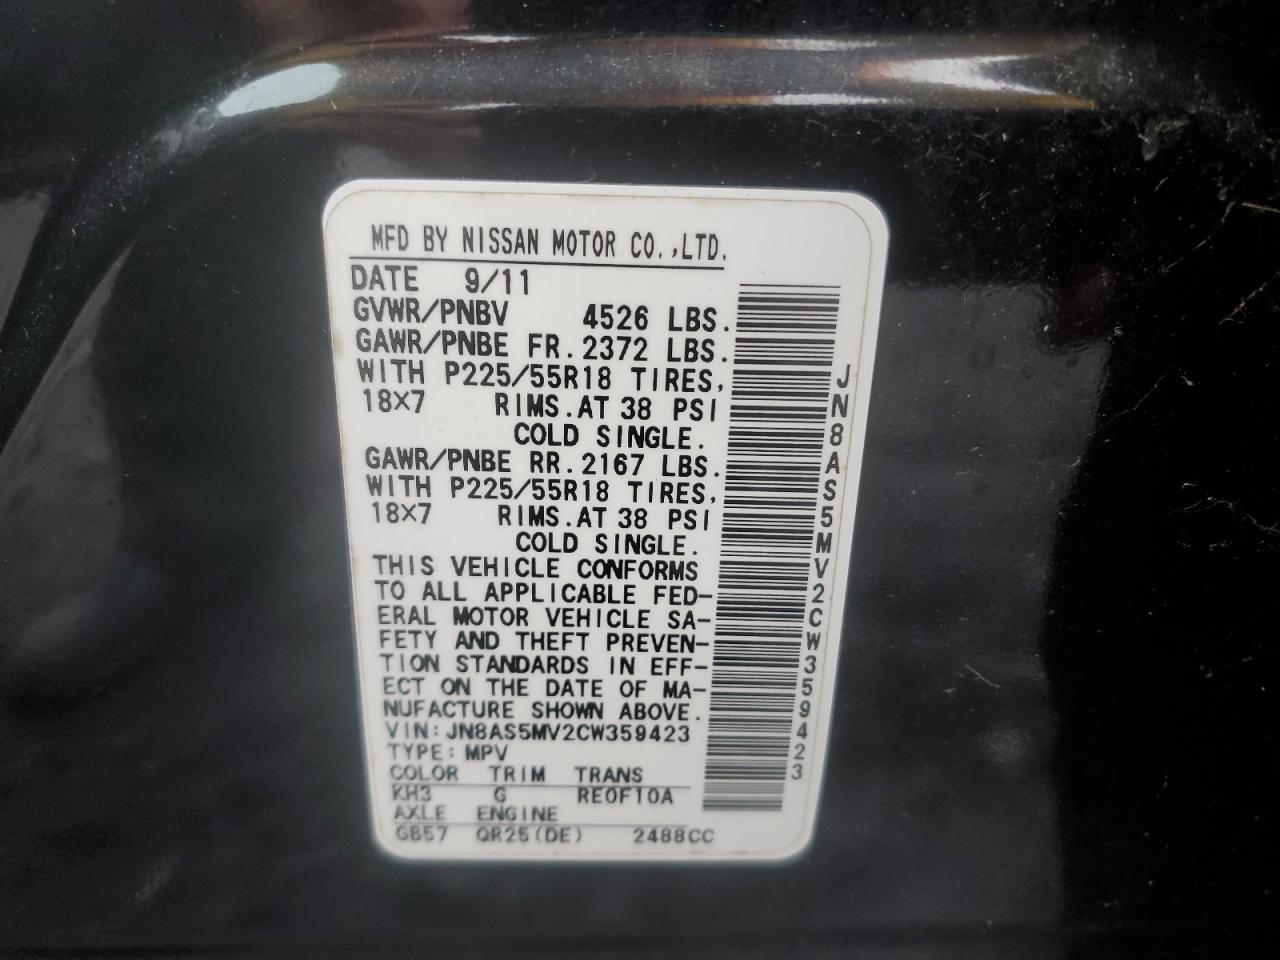 MFD BY NISSAN MOTOR CO.,LTD.
DATE 9/11
GVWR/PNBV 4526 LBS.
GAWR/PNBE FR. 2372 LBS.
WITH P225/55R18 TIRES,
18X7 RIMS. AT 38 PSI
COLD SINGLE.
GAWR/PNBE RR. 2167 LBS.
WITH P225/55R18 TIRES,
18X7 RIMS. AT 38 PSI
COLD SINGLE.
THIS VEHICLE CONFORMS
TO ALL APPLICABLE FED-
ERAL MOTOR VEHICLE SA-
FETY AND THEFT PREVEN-
TION STANDARDS IN EFF-
ECT ON THE DATE OF MA-
NUFACTURE SHOWN ABOVE.
VIN: JN8AS5MV2CW359423
TYPE: MPV
COLOR TRIM TRANS
KH3 G RE0F10A
AXLE ENGINE
GB57 QR25(DE) 2488CC
JN8AS5MV2CW359423